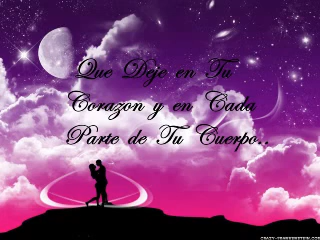 Que Deje en Tu
Corazon y en Cada
Parte de Tu Cuerpo..